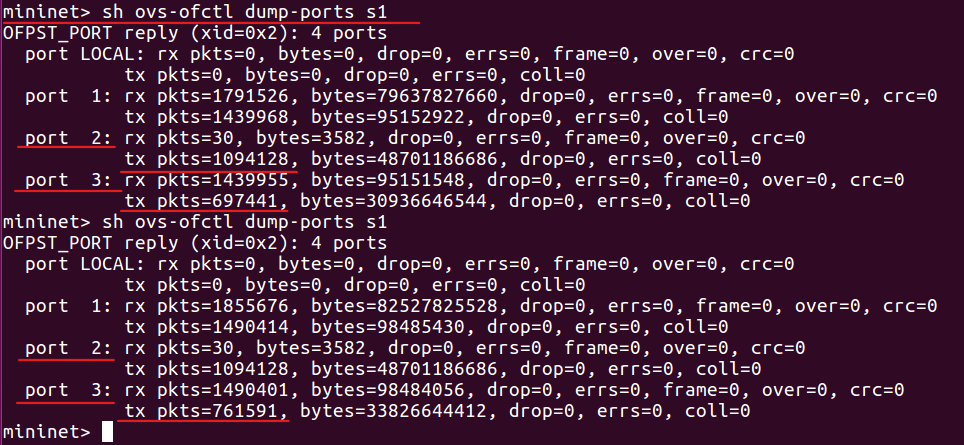 mininet> sh ovs-ofctl dump-ports s1
OFPST_PORT reply (xid=0x2): 4 ports
  port LOCAL: rx pkts=0, bytes=0, drop=0, errs=0, frame=0, over=0, crc=0
           tx pkts=0, bytes=0, drop=0, errs=0, coll=0
  port  1: rx pkts=1791526, bytes=79637827660, drop=0, errs=0, frame=0, over=0, crc=0
           tx pkts=1439968, bytes=95152922, drop=0, errs=0, coll=0
  port  2: rx pkts=30, bytes=3582, drop=0, errs=0, frame=0, over=0, crc=0
           tx pkts=1094128, bytes=48701186686, drop=0, errs=0, coll=0
  port  3: rx pkts=1439955, bytes=95151548, drop=0, errs=0, frame=0, over=0, crc=0
           tx pkts=697441, bytes=30936646544, drop=0, errs=0, coll=0
mininet> sh ovs-ofctl dump-ports s1
OFPST_PORT reply (xid=0x2): 4 ports
  port LOCAL: rx pkts=0, bytes=0, drop=0, errs=0, frame=0, over=0, crc=0
           tx pkts=0, bytes=0, drop=0, errs=0, coll=0
  port  1: rx pkts=1855676, bytes=82527825528, drop=0, errs=0, frame=0, over=0, crc=0
           tx pkts=1490414, bytes=98485430, drop=0, errs=0, coll=0
  port  2: rx pkts=30, bytes=3582, drop=0, errs=0, frame=0, over=0, crc=0
           tx pkts=1094128, bytes=48701186686, drop=0, errs=0, coll=0
  port  3: rx pkts=1490401, bytes=98484056, drop=0, errs=0, frame=0, over=0, crc=0
           tx pkts=761591, bytes=33826644412, drop=0, errs=0, coll=0
mininet>